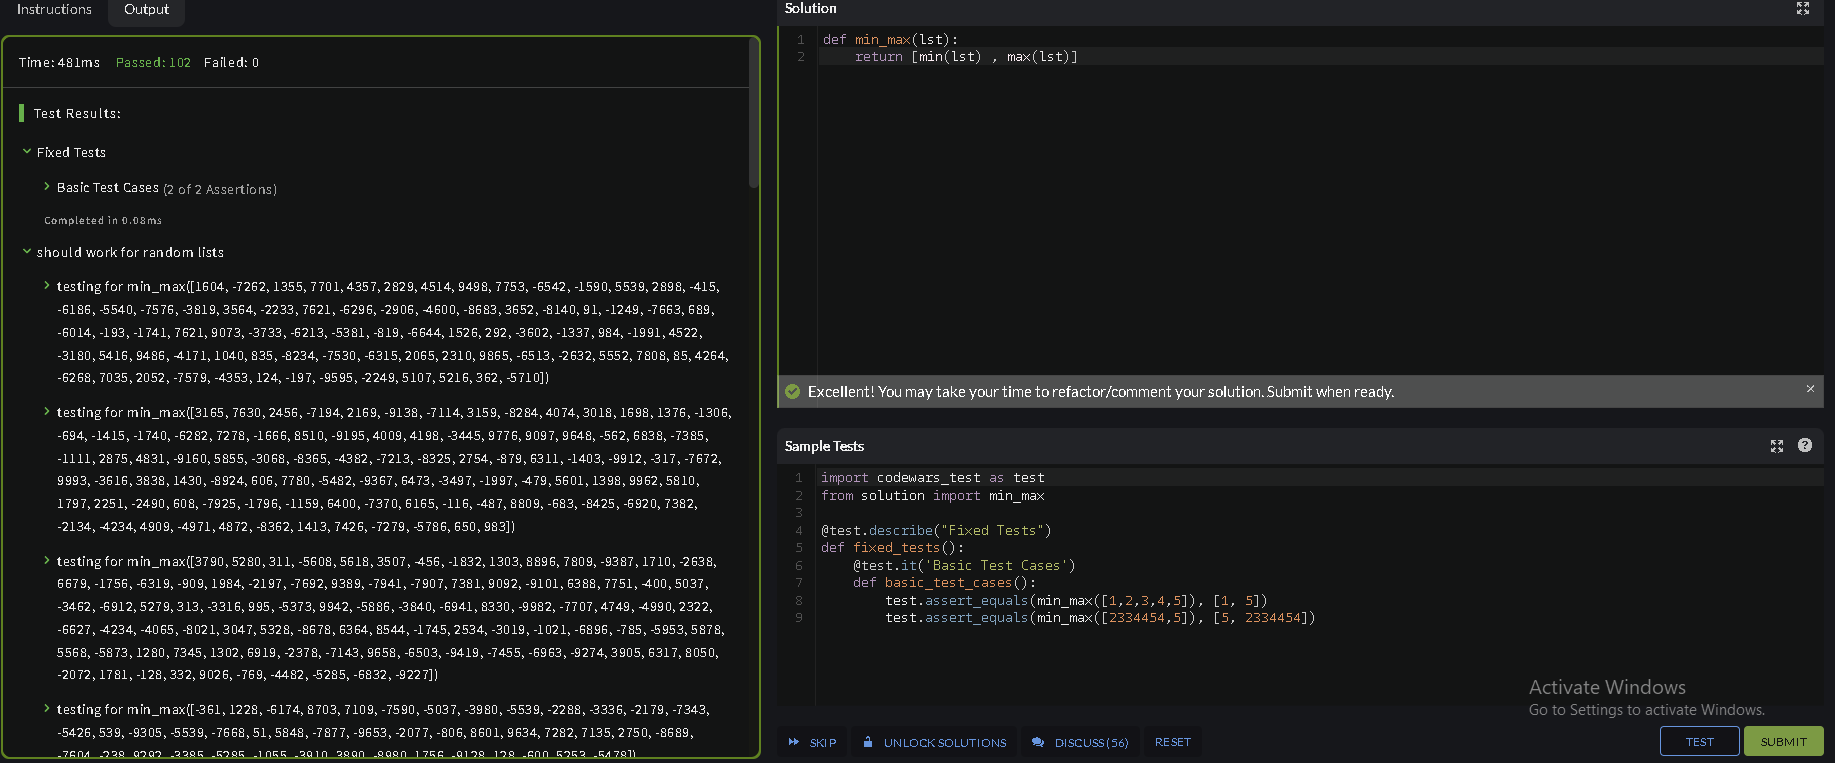 Instructions
Output
Time: 481ms Passed: 102 Failed: 0
Test Results:
Fixed Tests
Basic Test Cases (2 of 2 Assertions)
Completed in 0.08ms
should work for random lists
testing for min_max([1604, -7262, 1355, 7701, 4357, 2829, 4514, 9498, 7753, -6542, -1590, 5539, 2898, -415,
-6186, -5540, -7576, -3819, 3564, -2233, 7621, -6296, -2906, -4600, -8683, 3652, -8140, 91, -1249, -7663, 689,
-6014, -193, -1741, 7621, 9073, -3733, -6213, -5381, -819, -6644, 1526, 292, -3602, -1337, 984, -1991, 4522,
-3180, 5416, 9486, -4171, 1040, 835, -8234, -7530, -6315, 2065, 2310, 9865, -6513, -2632, 5552, 7808, 85, 4264,
-6268, 7035, 2052, -7579, -4353, 124, -197, -9595, -2249, 5107, 5216, 362, -5710])
testing for min_max([3165, 7630, 2456, -7194, 2169, -9138, -7114, 3159, -8284, 4074, 3018, 1698, 1376, -1306,
-694, -1415, -1740, -6282, 7278, -1666, 8510, -9195, 4009, 4198, -3445, 9776, 9097, 9648, -562, 6838, -7385,
-1111, 2875, 4831, -9160, 5855, -3068, -8365, -4382, -7213, -8325, 2754, -879, 6311, -1403, -9912, -317, -7672,
9993, -3616, 3838, 1430, -8924, 606, 7780, -5482, -9367, 6473, -3497, -1997, -479, 5601, 1398, 9962, 5810,
1797, 2251, -2490, 608, -7925, -1796, -1159, 6400, -7370, 6165, -116, -487, 8809, -683, -8425, -6920, 7382,
-2134, -4234, 4909, -4971, 4872, -8362, 1413, 7426, -7279, -5786, 650, 983])
testing for min_max([3790, 5280, 311, -5608, 5618, 3507, -456, -1832, 1303, 8896, 7809, -9387, 1710, -2638,
6679, -1756, -6319, -909, 1984, -2197, -7692, 9389, -7941, -7907, 7381, 9092, -9101, 6388, 7751, -400, 5037,
-3462, -6912, 5279, 313, -3316, 995, -5373, 9942, -5886, -3840, -6941, 8330, -9982, -7707, 4749, -4990, 2322,
-6627, -4234, -4065, -8021, 3047, 5328, -8678, 6364, 8544, -1745, 2534, -3019, -1021, -6896, -785, -5953, 5878,
5568, -5873, 1280, 7345, 1302, 6919, -2378, -7143, 9658, -6503, -9419, -7455, -6963, -9274, 3905, 6317, 8050,
-2072, 1781, -128, 332, 9026, -769, -4482, -5285, -6832, -9227])
testing for min_max([-361, 1228, -6174, 8703, 7109, -7590, -5037, -3980, -5539, -2288, -3336, -2179, -7343,
-5426, 539, -9305, -5539, -7668, 51, 5848, -7877, -9653, -2077, -806, 8601, 9634, 7282, 7135, 2750, -8689,
-7604, -238, 9292, -3385, -5285, -1055, -3910, 3890, -8980, 1756, -9128, 128, -600, 5253, -5478])
Solution
1 def min_max(lst):
2 return [min(lst) , max(lst)]
Excellent! You may take your time to refactor/comment your solution. Submit when ready.
Sample Tests
1 import codewars_test as test
2 from solution import min_max
3
4 @test.describe("Fixed Tests")
5 def fixed_tests():
6 @test.it('Basic Test Cases')
7 def basic_test_cases():
8 test.assert_equals(min_max([1,2,3,4,5]), [1, 5])
9 test.assert_equals(min_max([2334454,5]), [5, 2334454])
Activate Windows
Go to Settings to activate Windows.
SKIP
UNLOCK SOLUTIONS
DISCUSS (56)
RESET
TEST
SUBMIT